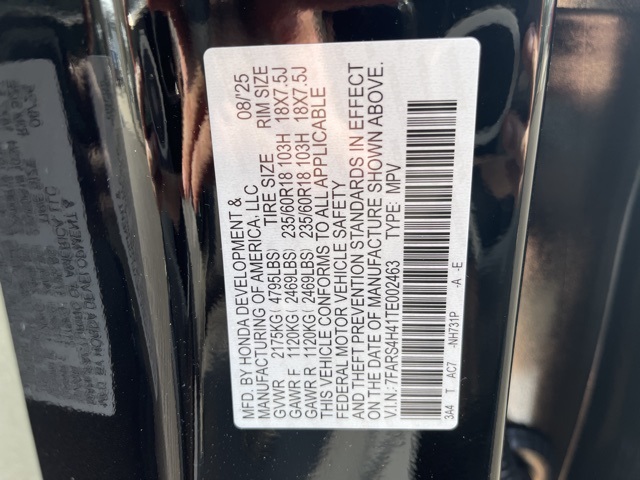 MFD. BY HONDA DEVELOPMENT & 08/'25
MANUFACTURING OF AMERICA, LLC
TIRE SIZE RIM SIZE
GVWR 2175KG ( 4799LBS)
GAWR F 1120KG ( 2469LBS) 235/60R18 103H 18X7.5J
GAWR R 1120KG ( 2469LBS) 235/60R18 103H 18X7.5J
THIS VEHICLE CONFORMS TO ALL APPLICABLE
FEDERAL MOTOR VEHICLE SAFETY
AND THEFT PREVENTION STANDARDS IN EFFECT
ON THE DATE OF MANUFACTURE SHOWN ABOVE.
V.I.N.: 7FARS4H41TE002463 TYPE: MPV
3A4 T AC7 -NH731P -A -E